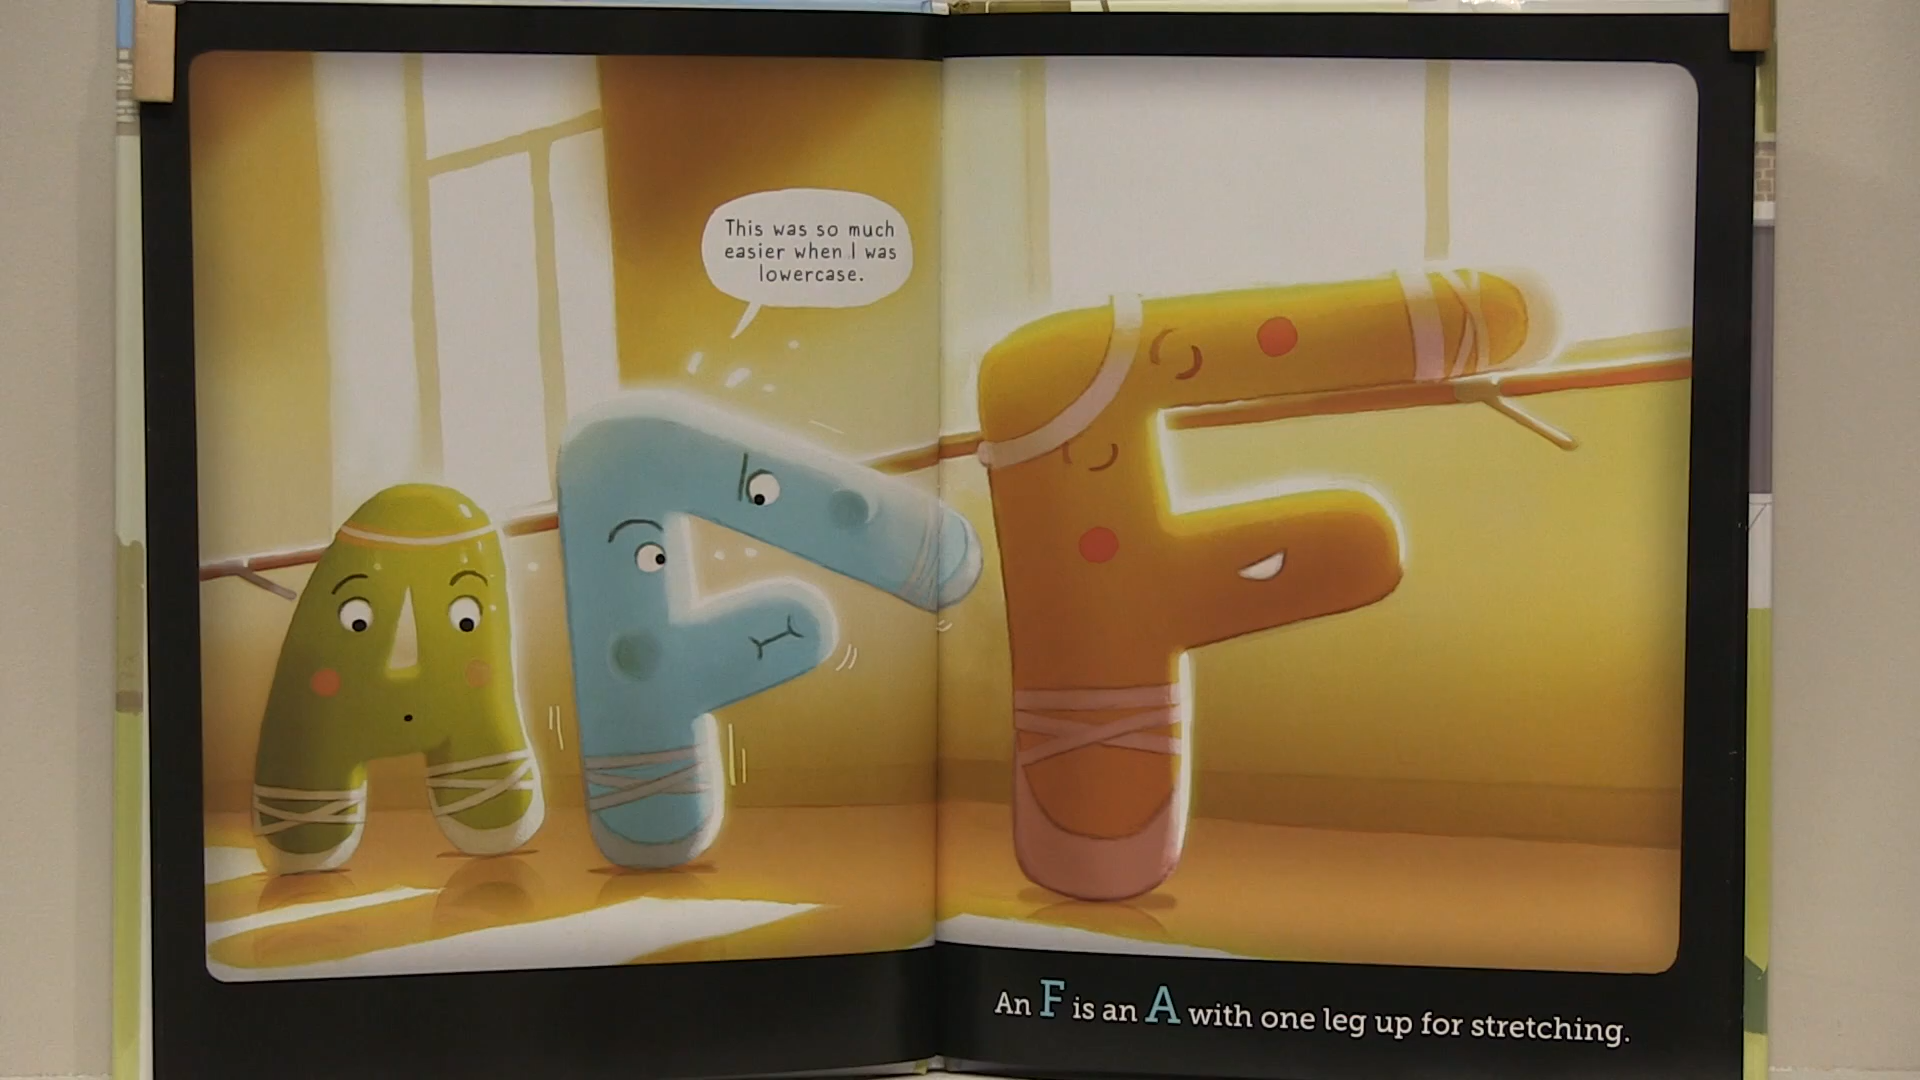 This was so much
easier when I was
lowercase.
An F is an A with one leg up for stretching.